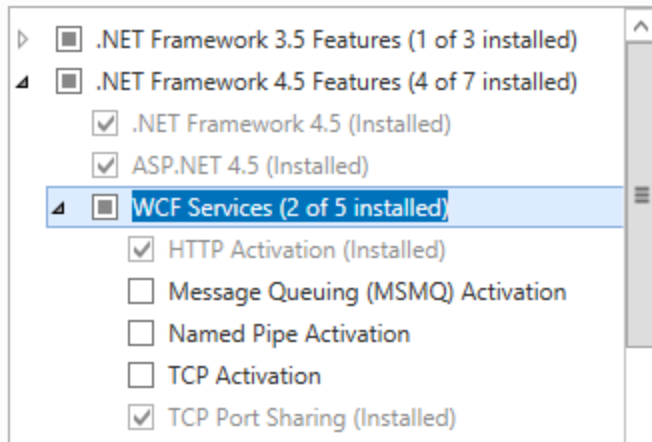 .NET Framework 3.5 Features (1 of 3 installed)
.NET Framework 4.5 Features (4 of 7 installed)
.NET Framework 4.5 (Installed)
ASP.NET 4.5 (Installed)
WCF Services (2 of 5 installed)
HTTP Activation (Installed)
Message Queuing (MSMQ) Activation
Named Pipe Activation
TCP Activation
TCP Port Sharing (Installed)